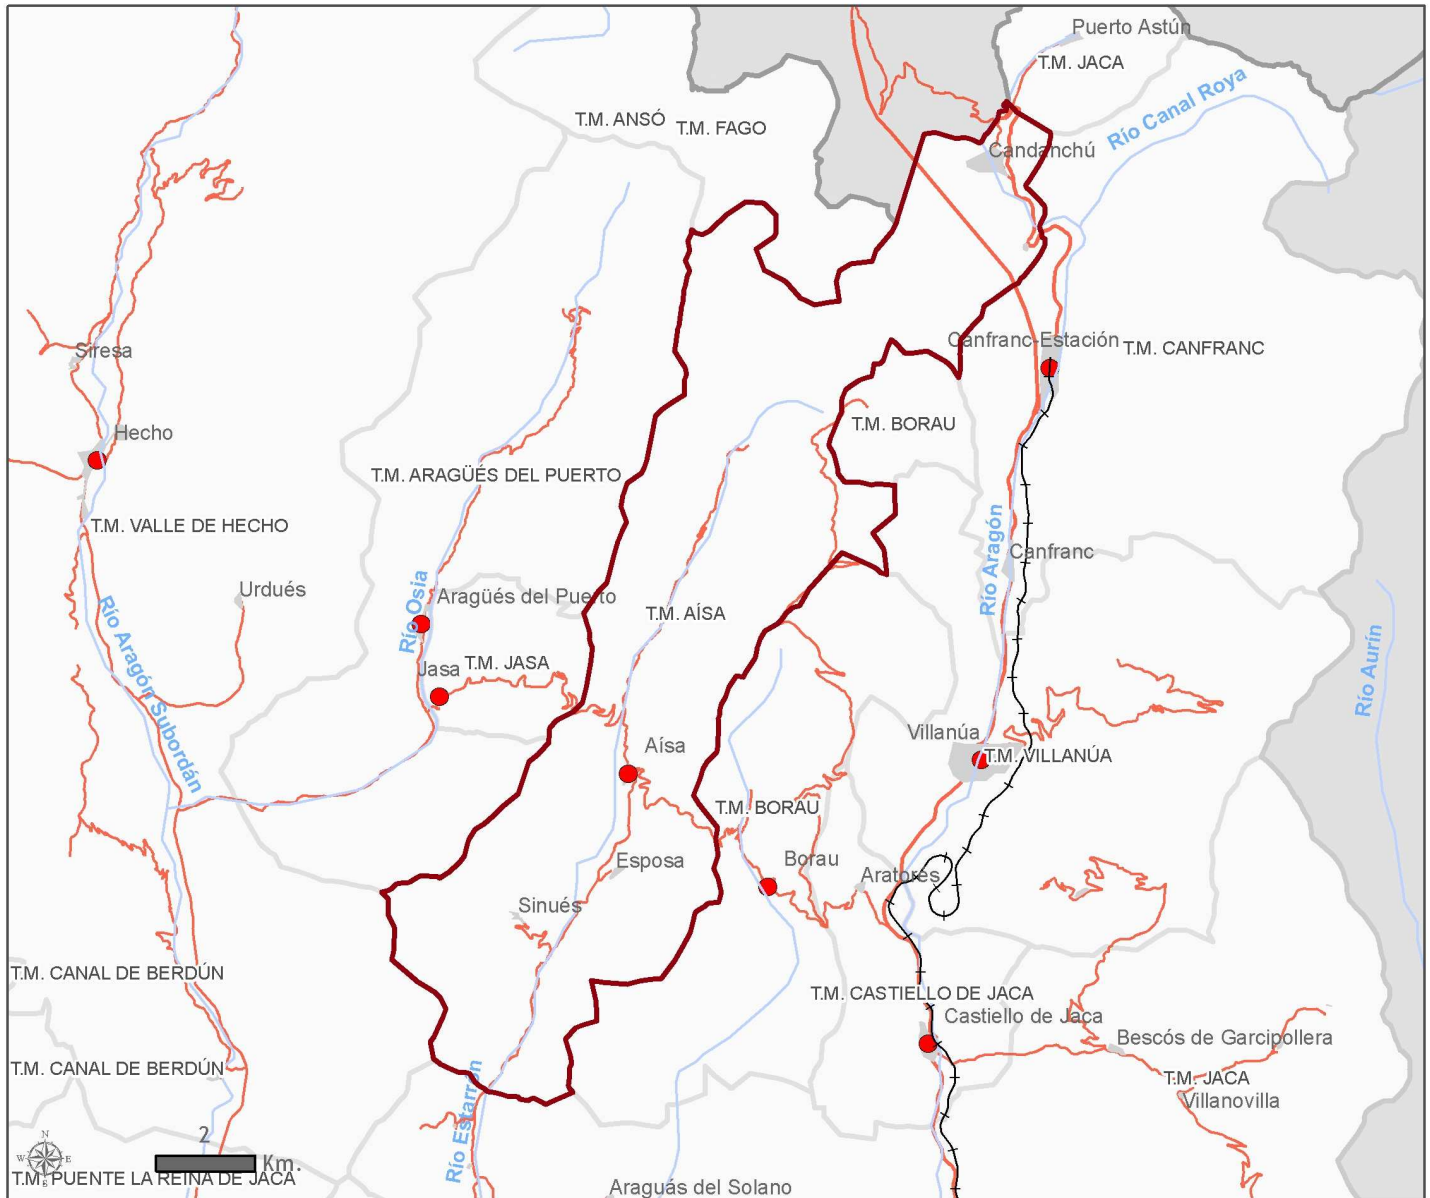 Puerto Astún
T.M. JACA
Río Canal Roya
T.M. ANSÓ
T.M. FAGO
Candanchú
Canfranc-Estación
T.M. CANFRANC
Siresa
Hecho
T.M. BORAU
T.M. ARAGÜÉS DEL PUERTO
T.M. VALLE DE HECHO
Río Aragón
Canfranc
Urdués
Río Osia
Aragüés del Puerto
T.M. AÍSA
Río Aragón Subordán
Jasa
T.M. JASA
Río Aurín
Villanúa
T.M. VILLANÚA
Aísa
T.M. BORAU
Esposa
Borau
Aratorés
Sinués
T.M. CANAL DE BERDÚN
T.M. CASTIELLO DE JACA
Castiello de Jaca
Bescós de Garcipollera
T.M. CANAL DE BERDÚN
T.M. JACA
Villanovilla
Río Estarrón
2
Km.
N
W
E
S
T.M. PUENTE LA REINA DE JACA
Araguás del Solano